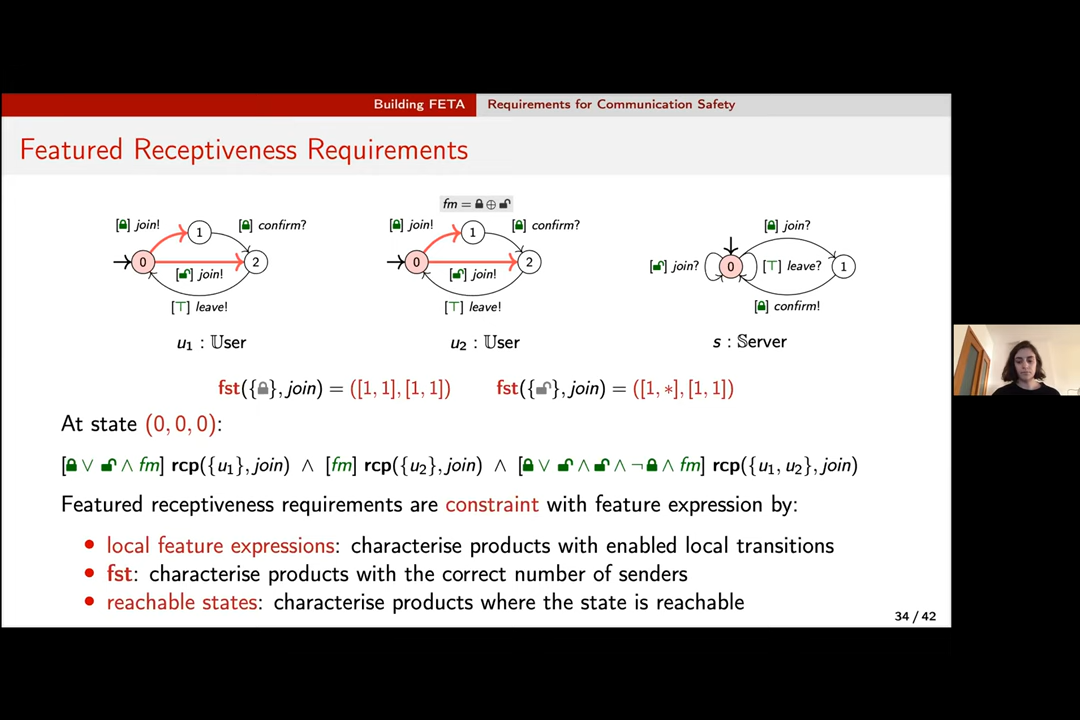 Building FETA Requirements for Communication Safety
Featured Receptiveness Requirements
fm = 🔒 ⊕ 🔓
[🔒] join! 1 [🔒] confirm?
0 2
[🔓] join!
[⊤] leave!
u₁ : 𝕌ser
[🔒] join! 1 [🔒] confirm?
0 2
[🔓] join!
[⊤] leave!
u₂ : 𝕌ser
[🔒] join?
[🔓] join? 0 [⊤] leave? 1
[🔒] confirm!
s : 𝕊erver
fst({🔒}, join) = ([1, 1], [1, 1]) fst({🔓}, join) = ([1, ∗], [1, 1])
At state (0, 0, 0):
[🔒 ∨ 🔓 ∧ fm] rcp({u₁}, join) ∧ [fm] rcp({u₂}, join) ∧ [🔒 ∨ 🔓 ∧ 🔓 ∧ ¬🔒 ∧ fm] rcp({u₁, u₂}, join)
Featured receptiveness requirements are constraint with feature expression by:
• local feature expressions: characterise products with enabled local transitions
• fst: characterise products with the correct number of senders
• reachable states: characterise products where the state is reachable
34 / 42